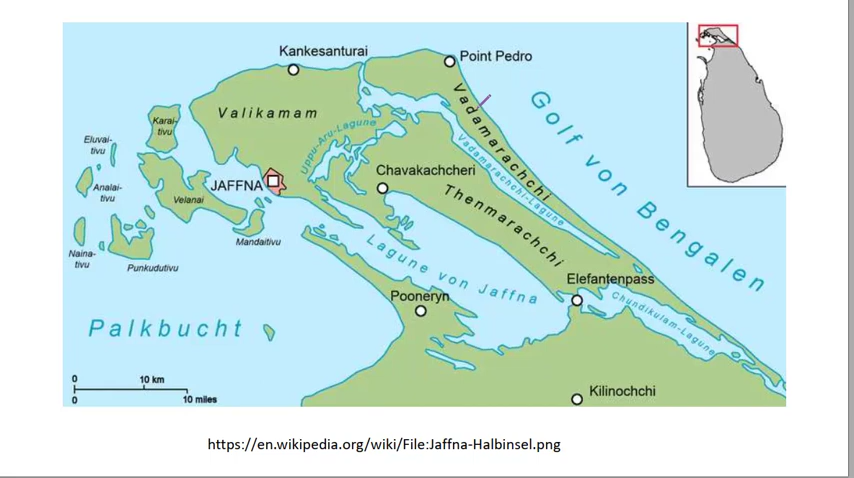 Kankesanturai
Point Pedro
Valikamam
Karai-
tivu
Eluvai-
tivu
Uppu-Aru-Lagune
Vadamarachchi
Vadamarachchi-Lagune
Golf von Bengalen
JAFFNA
Chavakachcheri
Analai-
tivu
Velanai
Thenmarachchi
Mandaitivu
Naina-
tivu
Punkudutivu
Lagune von Jaffna
Elefantenpass
Pooneryn
Chundikulam-Lagune
Palkbucht
Kilinochchi
0 10 km
0 10 miles
https://en.wikipedia.org/wiki/File:Jaffna-Halbinsel.png